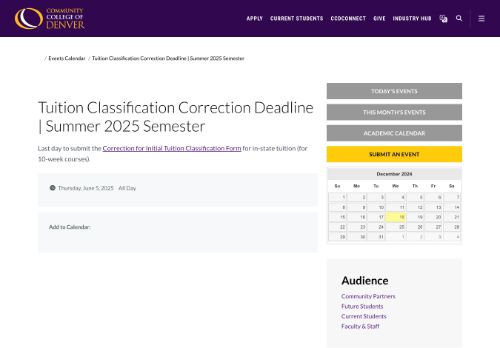 COMMUNITY
COLLEGE OF
DENVER
APPLY CURRENT STUDENTS CCDCONNECT GIVE INDUSTRY HUB
/ Events Calendar / Tuition Classification Correction Deadline | Summer 2025 Semester
Tuition Classification Correction Deadline
| Summer 2025 Semester
Last day to submit the Correction for Initial Tuition Classification Form for in-state tuition (for
10-week courses).
Thursday, June 5, 2025 All Day
Add to Calendar:
TODAY'S EVENTS
THIS MONTH'S EVENTS
ACADEMIC CALENDAR
SUBMIT AN EVENT
December 2024
Su Mo Tu We Th Fr Sa
1 2 3 4 5 6 7
8 9 10 11 12 13 14
15 16 17 18 19 20 21
22 23 24 25 26 27 28
29 30 31 1 2 3 4
Audience
Community Partners
Future Students
Current Students
Faculty & Staff